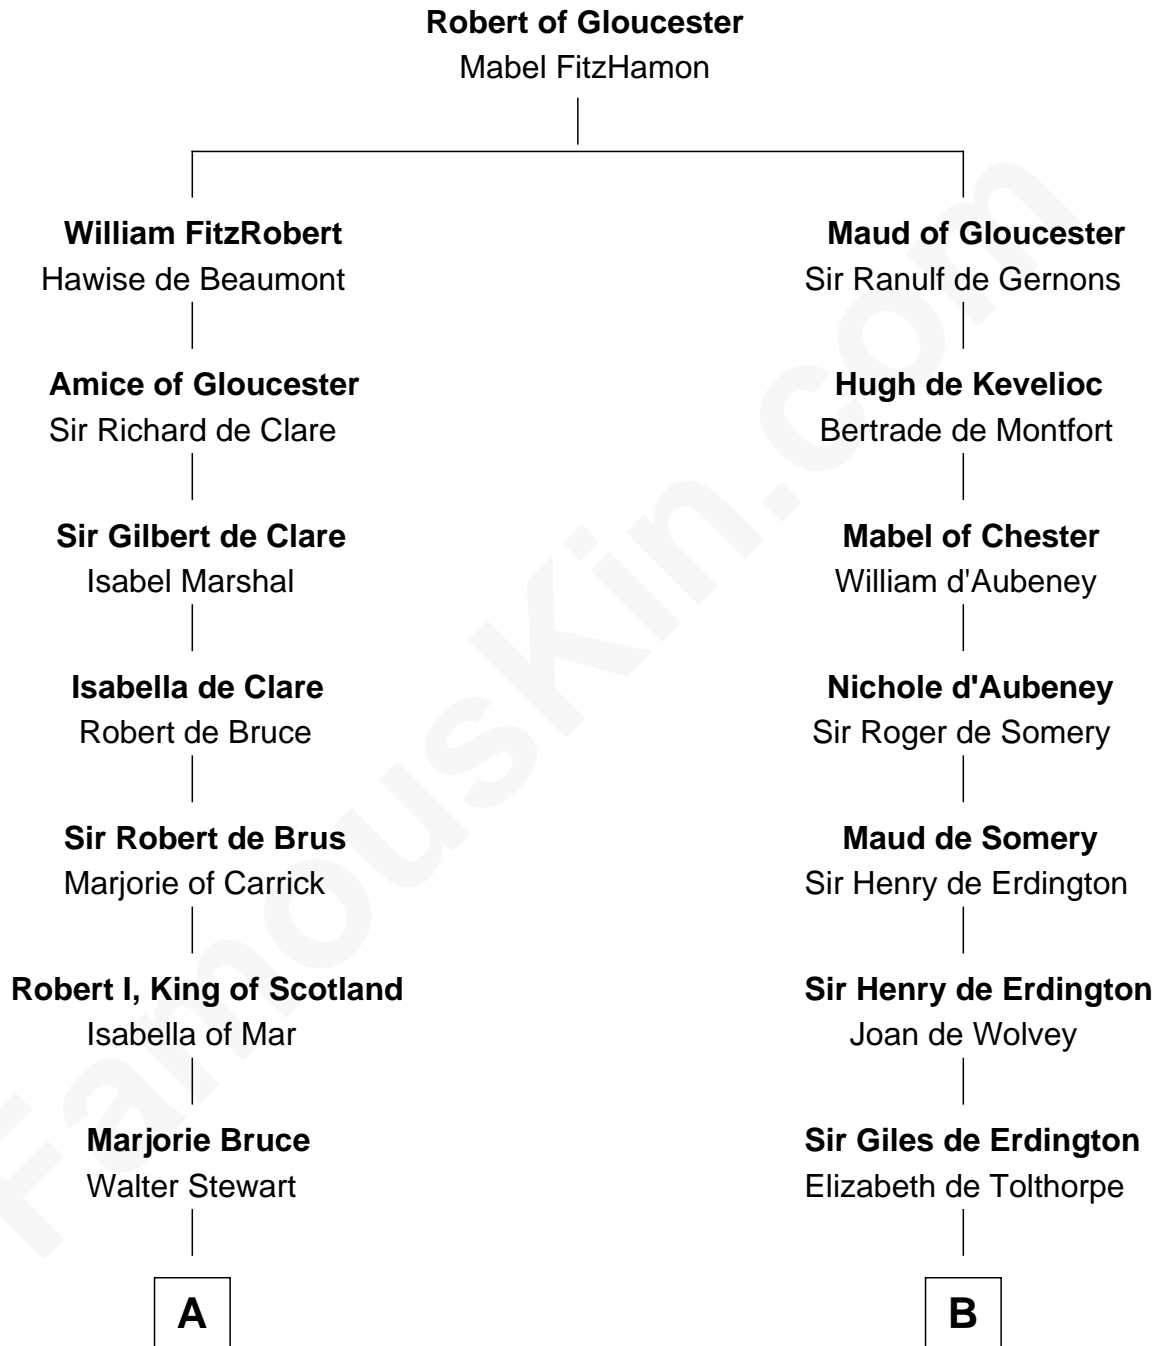 Robert of Gloucester
Mabel FitzHamon
William FitzRobert
Hawise de Beaumont
Maud of Gloucester
Sir Ranulf de Gernons
Amice of Gloucester
Sir Richard de Clare
Hugh de Kevelioc
Bertrade de Montfort
Sir Gilbert de Clare
Isabel Marshal
Mabel of Chester
William d'Aubeney
Isabella de Clare
Robert de Bruce
Nichole d'Aubeney
Sir Roger de Somery
Sir Robert de Brus
Marjorie of Carrick
Maud de Somery
Sir Henry de Erdington
Robert I, King of Scotland
Isabella of Mar
Sir Henry de Erdington
Joan de Wolvey
Marjorie Bruce
Walter Stewart
Sir Giles de Erdington
Elizabeth de Tolthorpe
A
B
FamousKin.com